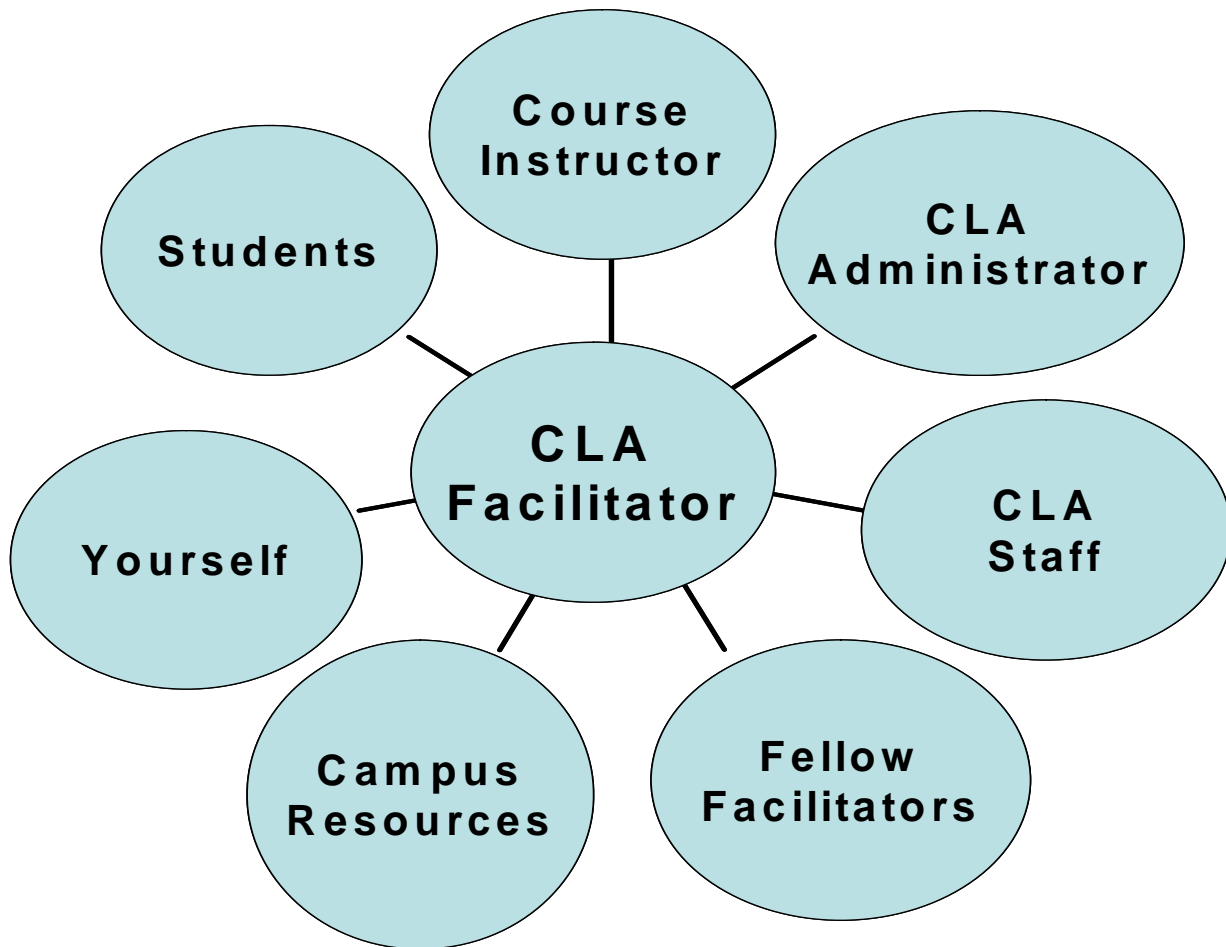 Course
Instructor
CLA
Administrator
Students
CLA
Facilitator
CLA
Staff
Yourself
Campus
Resources
Fellow
Facilitators